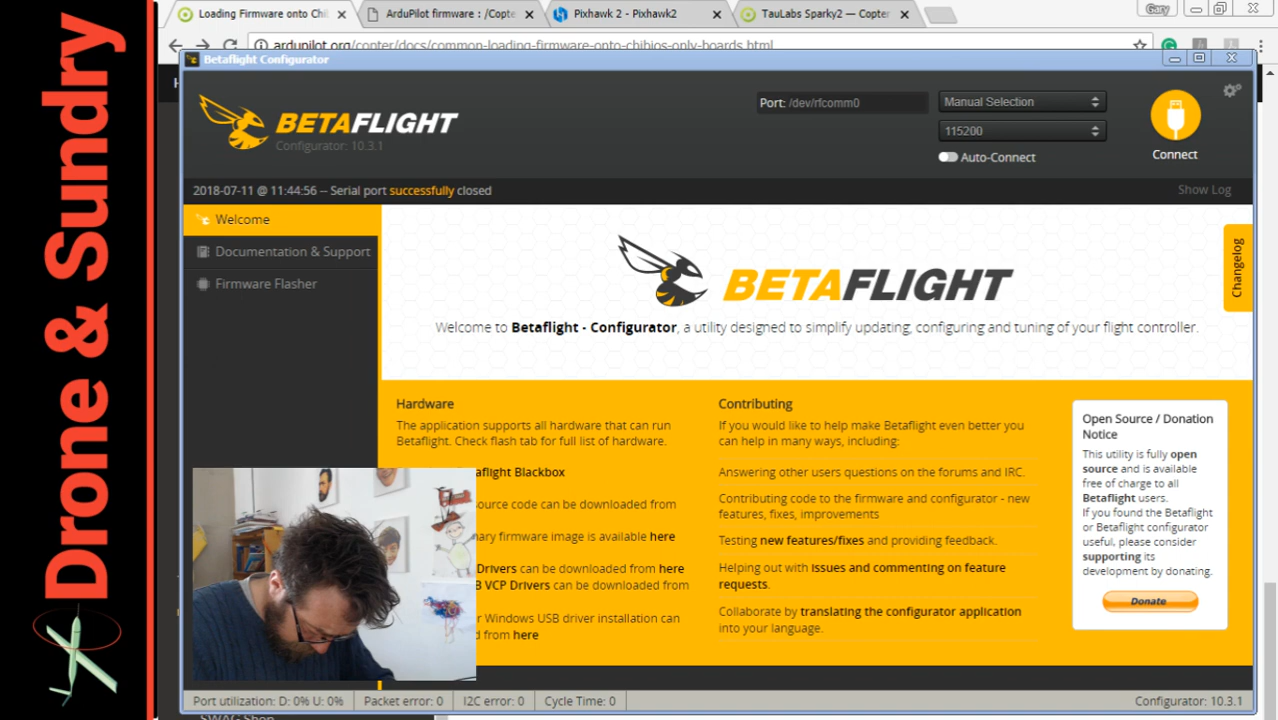 Drone & Sundry
Loading Firmware onto Chi
ArduPilot firmware : /Copte
Pixhawk 2 - Pixhawk2
TauLabs Sparky2 — Copter
Gary
ardupilot.org/copter/docs/common-loading-firmware-onto-chibios-only-boards.html
Betaflight Configurator
BETAFLIGHT
Configurator: 10.3.1
Port: /dev/rfcomm0
Manual Selection
115200
Auto-Connect
Connect
2018-07-11 @ 11:44:56 -- Serial port successfully closed
Show Log
Welcome
Documentation & Support
Firmware Flasher
BETAFLIGHT
Changelog
Welcome to Betaflight - Configurator, a utility designed to simplify updating, configuring and tuning of your flight controller.
Hardware
The application supports all hardware that can run
Betaflight. Check flash tab for full list of hardware.
aflight Blackbox
source code can be downloaded from
nary firmware image is available here
Drivers can be downloaded from here
B VCP Drivers can be downloaded from
r Windows USB driver installation can
d from here
Contributing
If you would like to help make Betaflight even better you
can help in many ways, including:
Answering other users questions on the forums and IRC.
Contributing code to the firmware and configurator - new
features, fixes, improvements
Testing new features/fixes and providing feedback.
Helping out with issues and commenting on feature
requests.
Collaborate by translating the configurator application
into your language.
Open Source / Donation
Notice
This utility is fully open
source and is available
free of charge to all
Betaflight users.
If you found the Betaflight
or Betaflight configurator
useful, please consider
supporting its
development by donating.
Donate
Port utilization: D: 0% U: 0%
Packet error: 0
I2C error: 0
Cycle Time: 0
Configurator: 10.3.1
SWAG Shop